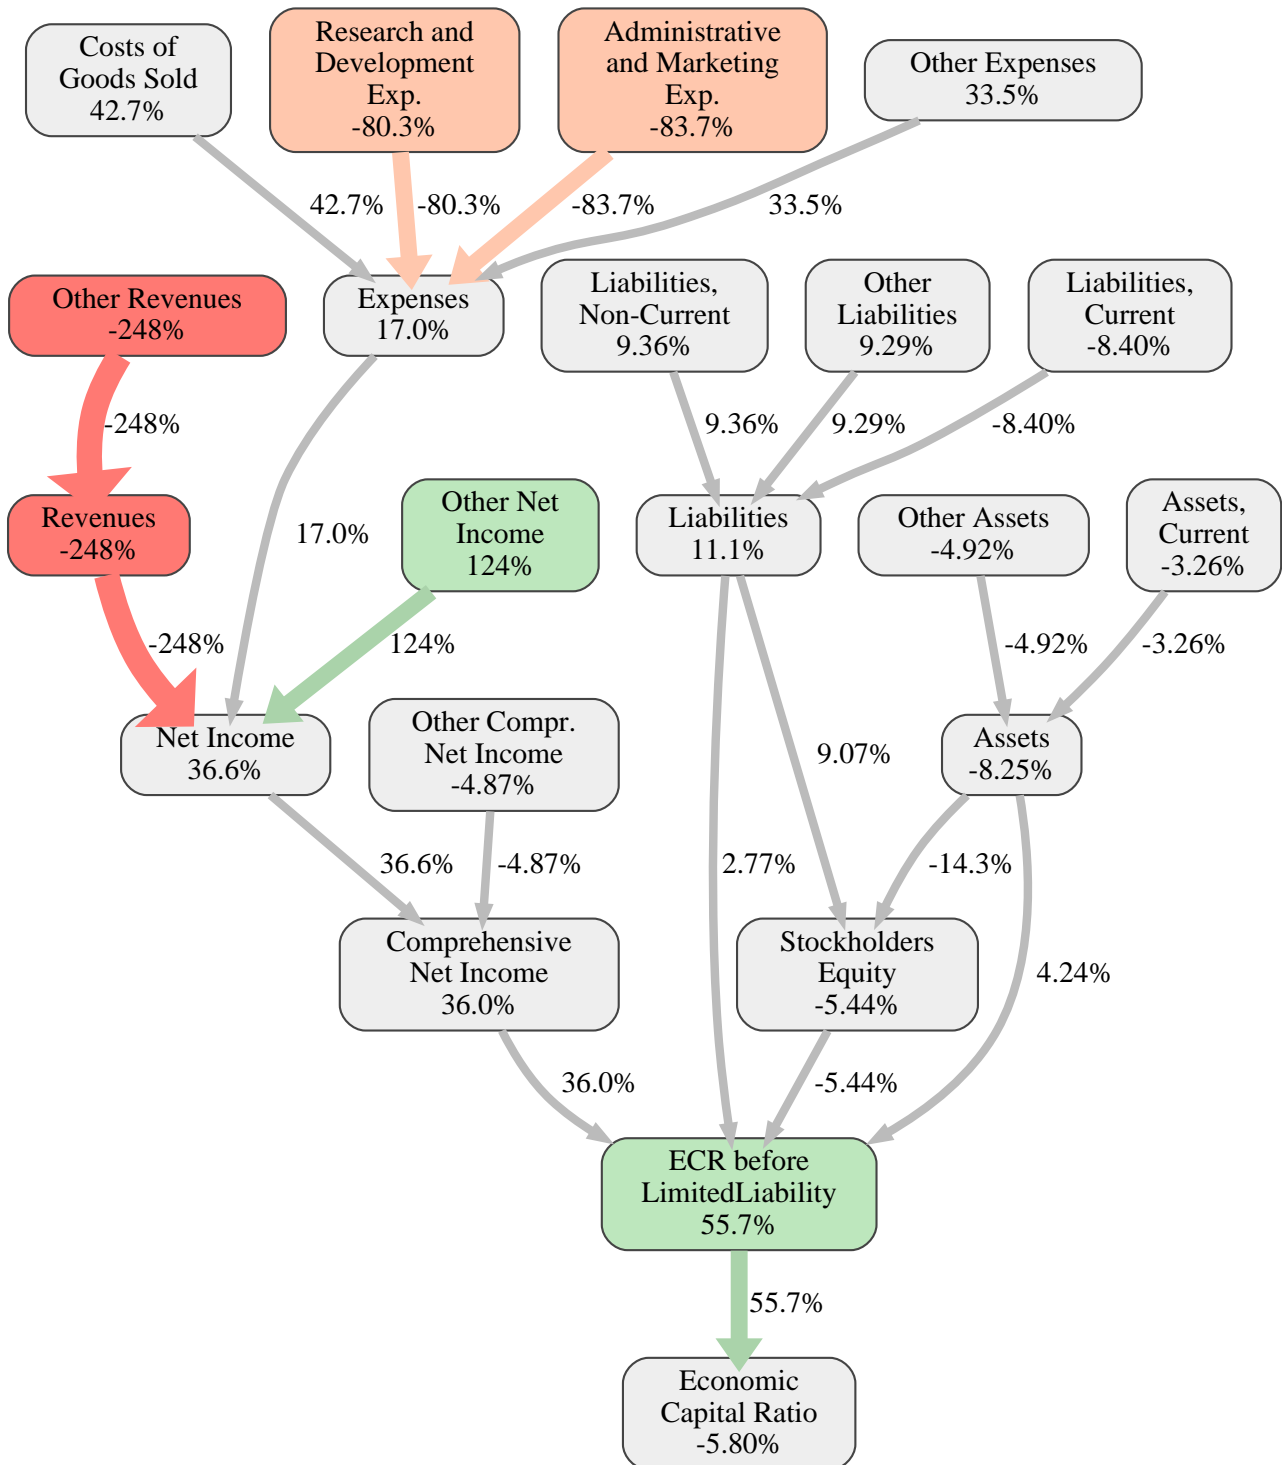 Costs of
Goods Sold
42.7%
Research and
Development
Exp.
-80.3%
Administrative
and Marketing
Exp.
-83.7%
Other Expenses
33.5%
42.7%
-80.3%
-83.7%
33.5%
Other Revenues
-248%
Expenses
17.0%
Liabilities,
Non-Current
9.36%
Other
Liabilities
9.29%
Liabilities,
Current
-8.40%
-248%
9.36%
9.29%
-8.40%
Revenues
-248%
17.0%
Other Net
Income
124%
Liabilities
11.1%
Other Assets
-4.92%
Assets,
Current
-3.26%
-248%
124%
-4.92%
-3.26%
Net Income
36.6%
Other Compr.
Net Income
-4.87%
9.07%
Assets
-8.25%
36.6%
-4.87%
2.77%
-14.3%
Comprehensive
Net Income
36.0%
Stockholders
Equity
-5.44%
4.24%
36.0%
-5.44%
ECR before
LimitedLiability
55.7%
55.7%
Economic
Capital Ratio
-5.80%